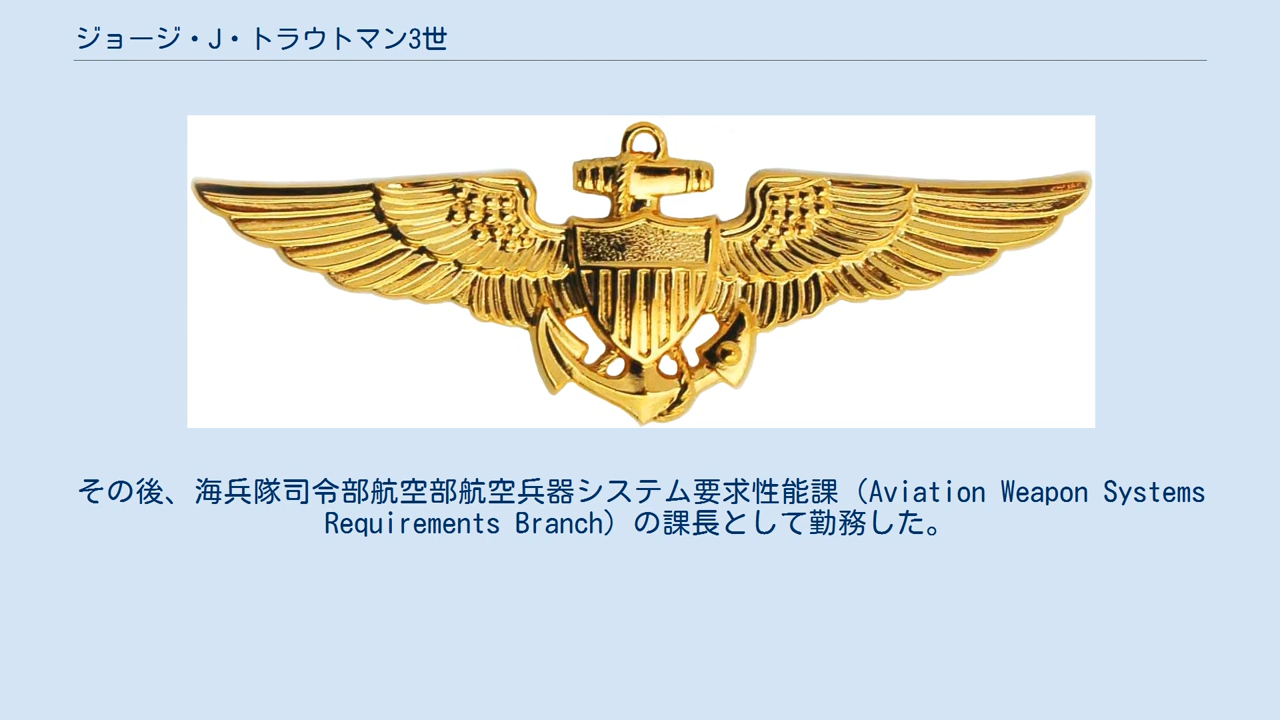 ジョージ・J・トラウトマン3世
その後、海兵隊司令部航空部航空兵器システム要求性能課（Aviation Weapon Systems
Requirements Branch）の課長として勤務した。